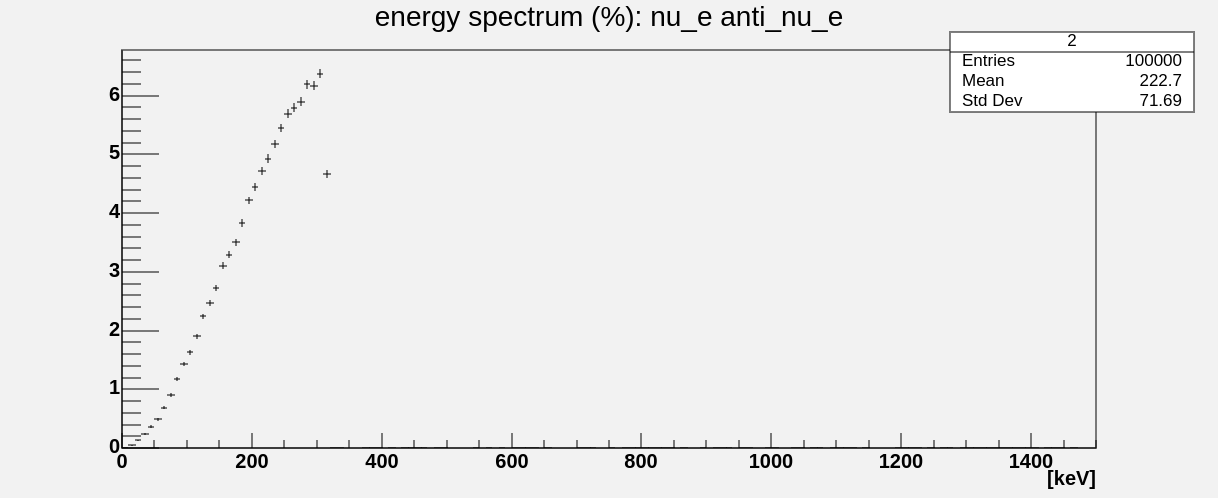 energy spectrum (%): nu_e anti_nu_e
2
Entries 100000
Mean 222.7
Std Dev 71.69
6
5
4
3
2
1
0
0 200 400 600 800 1000 1200 1400
[keV]